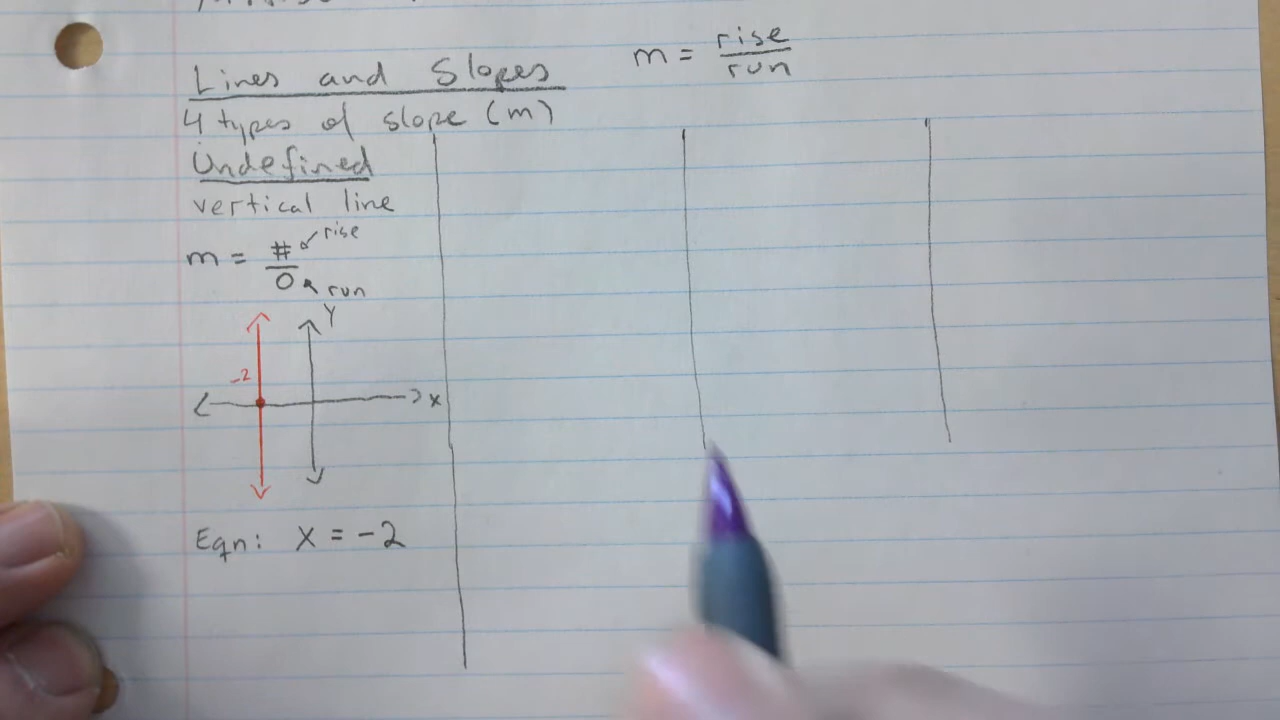 Lines and Slopes
m = rise/run
4 types of slope (m)
Undefined
vertical line
m = #/0
rise
run
Y
-2
x
Eqn: x = -2